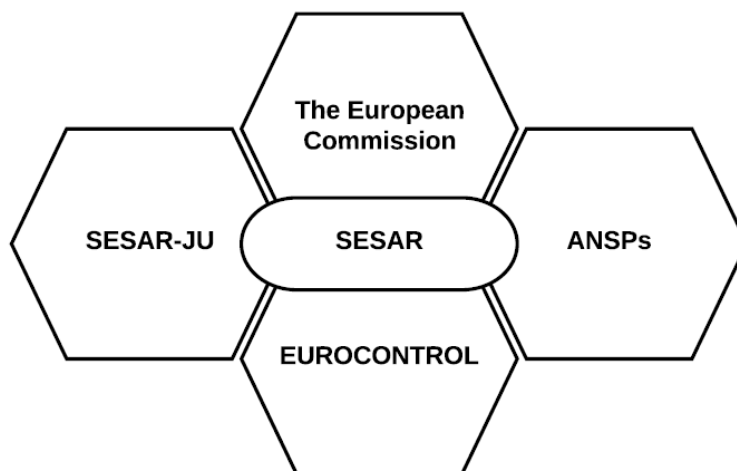 The European
Commission
SESAR-JU
SESAR
ANSPs
EUROCONTROL